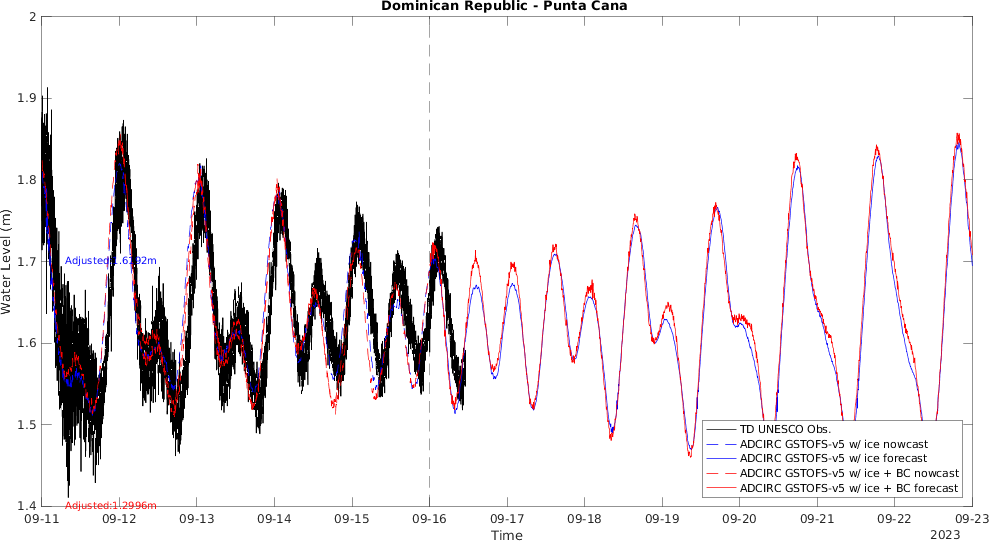 Dominican Republic - Punta Cana
2
1.9
1.8
1.7
1.6
1.5
1.4
Water Level (m)
Adjusted:1.6792m
Adjusted:1.2996m
TD UNESCO Obs.
ADCIRC GSTOFS-v5 w/ ice nowcast
ADCIRC GSTOFS-v5 w/ ice forecast
ADCIRC GSTOFS-v5 w/ ice + BC nowcast
ADCIRC GSTOFS-v5 w/ ice + BC forecast
09-11 09-12 09-13 09-14 09-15 09-16 09-17 09-18 09-19 09-20 09-21 09-22 09-23
Time
2023